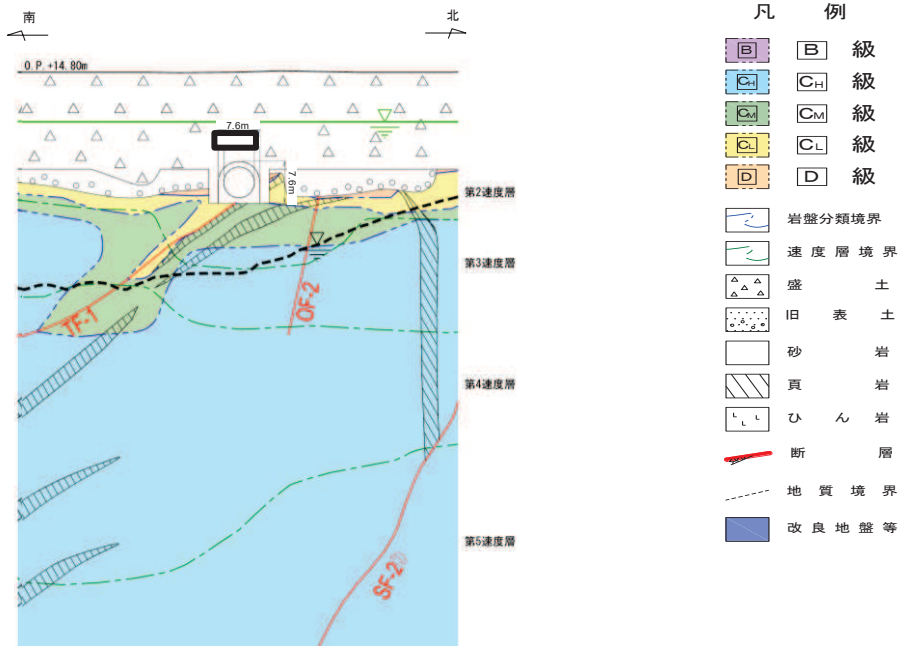 南
北
O.P.+14.80m
7.6m
7.6m
第2速度層
第3速度層
第4速度層
第5速度層
TF-1
OF-2
SF-2
凡 例
B B 級
CH CH 級
CM CM 級
CL CL 級
D D 級
岩盤分類境界
速度層境界
盛 土
旧 表 土
砂 岩
頁 岩
ひ ん 岩
断 層
地 質 境 界
改 良 地 盤 等